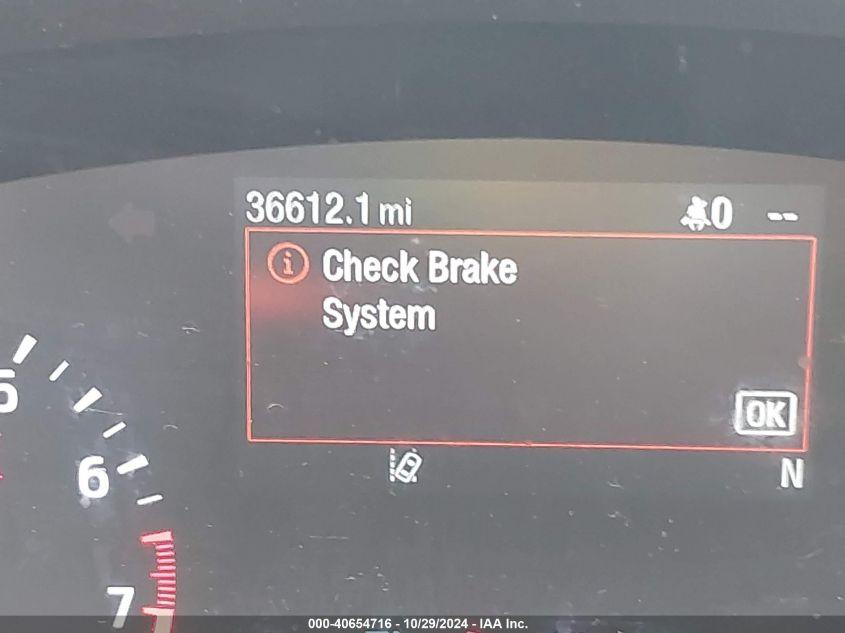 36612.1 mi
0 --
Check Brake
System
OK
5
6
N
7
000-40654716 - 10/29/2024 - IAA Inc.